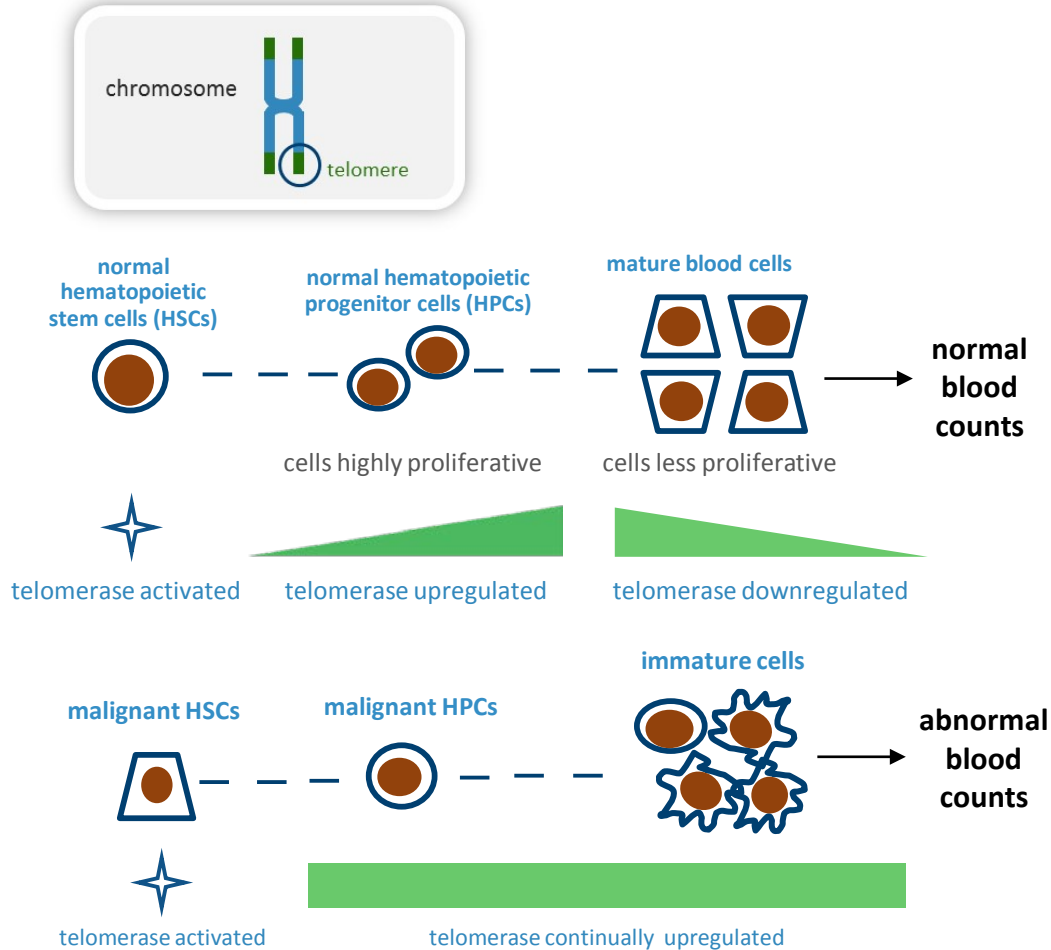 chromosome
telomere
normal
hematopoietic
stem cells (HSCs)
normal hematopoietic
progenitor cells (HPCs)
mature blood cells
normal
blood
counts
cells highly proliferative
cells less proliferative
telomerase activated
telomerase upregulated
telomerase downregulated
malignant HSCs
malignant HPCs
immature cells
abnormal
blood
counts
telomerase activated
telomerase continually upregulated